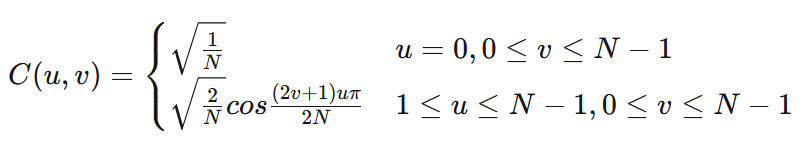 C(u, v) = { √(1/N)   u = 0, 0 ≤ v ≤ N − 1
√(2/N) cos (2v+1)uπ/2N   1 ≤ u ≤ N − 1, 0 ≤ v ≤ N − 1